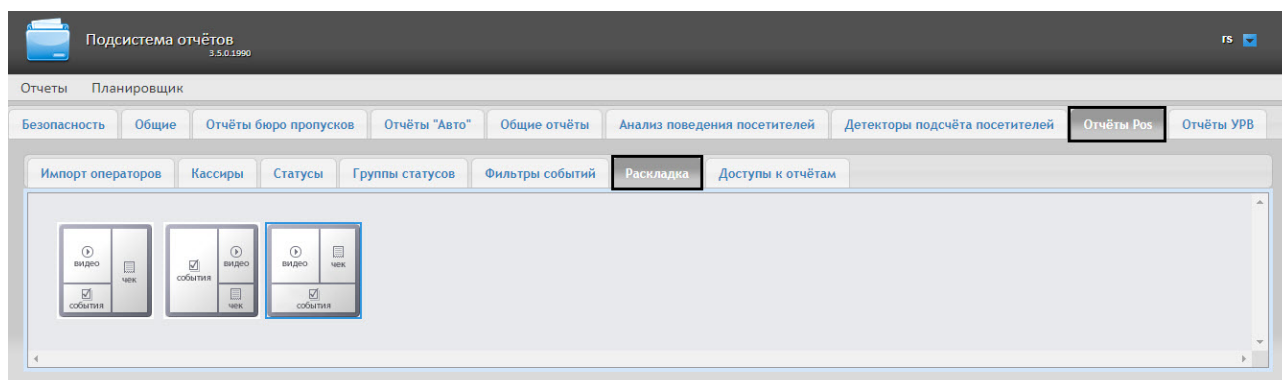 Подсистема отчётов
3.5.0.1990
rs
Отчеты Планировщик
Безопасность Общие Отчёты бюро пропусков Отчёты "Авто" Общие отчёты Анализ поведения посетителей Детекторы подсчёта посетителей Отчёты Pos Отчёты УРВ
Импорт операторов Кассиры Статусы Группы статусов Фильтры событий Раскладка Доступы к отчётам
видео чек события
события видео чек
видео чек события